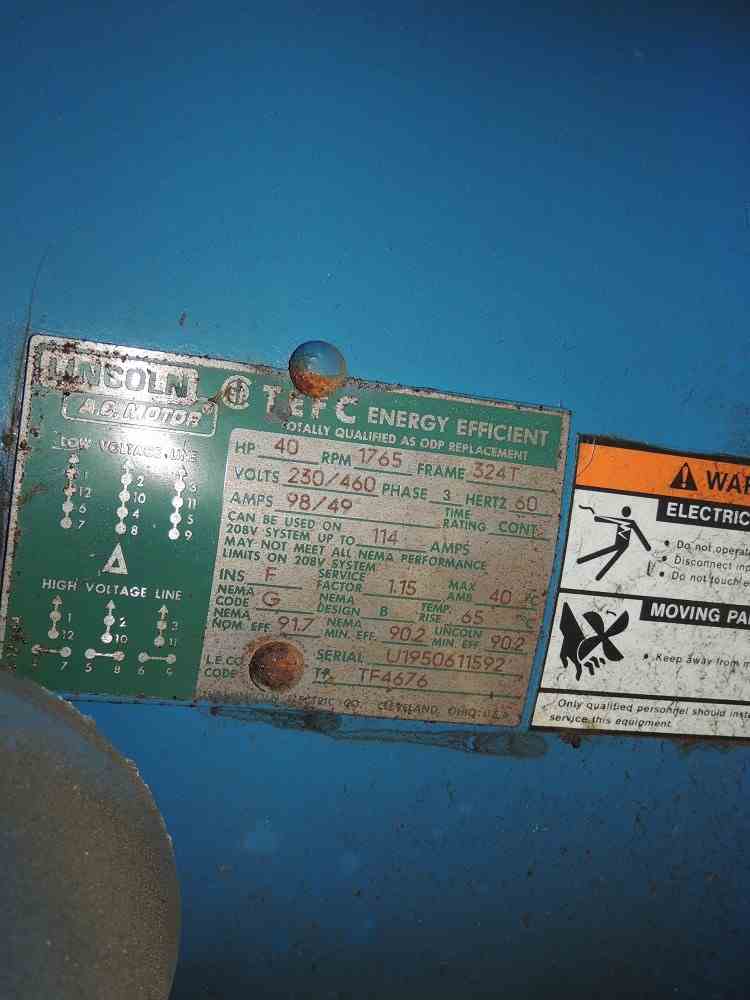 LINCOLN
A.C. MOTOR®
TEFC ENERGY EFFICIENT
TOTALLY QUALIFIED AS ODP REPLACEMENT
LOW VOLTAGE LINE
1 2 3
12 10 11
6 4 5
7 8 9
HIGH VOLTAGE LINE
1 2 3
12 10 11
4 7 5 8 6 9
HP 40 RPM 1765 FRAME 324T
VOLTS 230/460 PHASE 3 HERTZ 60
AMPS 98/49 TIME RATING CONT
CAN BE USED ON
208V SYSTEM UP TO 114 AMPS
MAY NOT MEET ALL NEMA PERFORMANCE
LIMITS ON 208V SYSTEM
INS F SERVICE FACTOR 1.15 MAX AMB 40 °C
NEMA CODE G NEMA DESIGN B TEMP. RISE 65 °C
NEMA NOM. EFF 91.7 NEMA MIN. EFF. 90.2 LINCOLN MIN EFF 90.2
L.E.CO. CODE SERIAL U1950611592
TF4676
ELECTRIC CO. CLEVELAND, OHIO U.S.A.
WAR
ELECTRIC
• Do not operat
• Disconnect inp
• Do not touch e
MOVING PA
• Keep away from m
Only qualified personnel should inst
service this equipment.